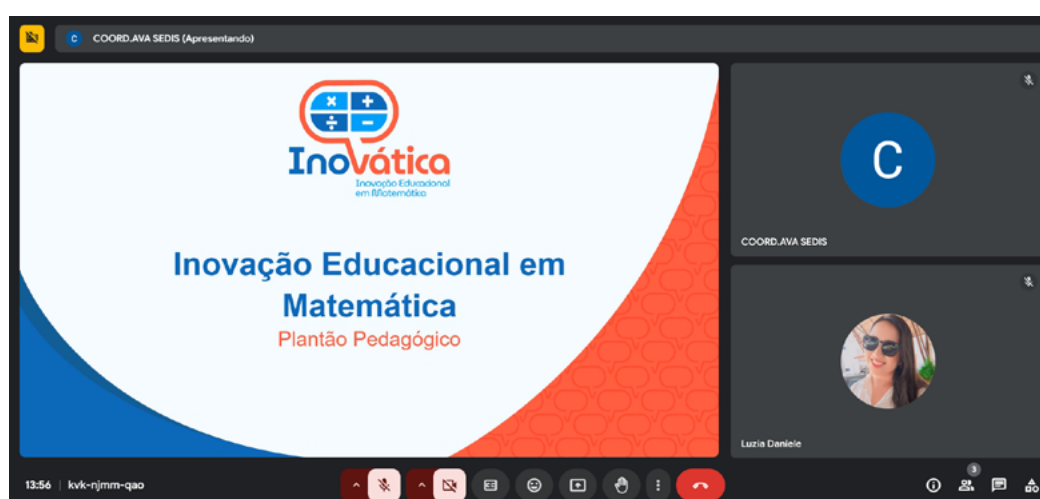 C COORD.AVA SEDIS (Apresentando)
Inovática
Inovação Educacional
em Matemática
Inovação Educacional em
Matemática
Plantão Pedagógico
C
COORD.AVA SEDIS
Luzia Daniele
13:56 | kvk-njmm-qao
3